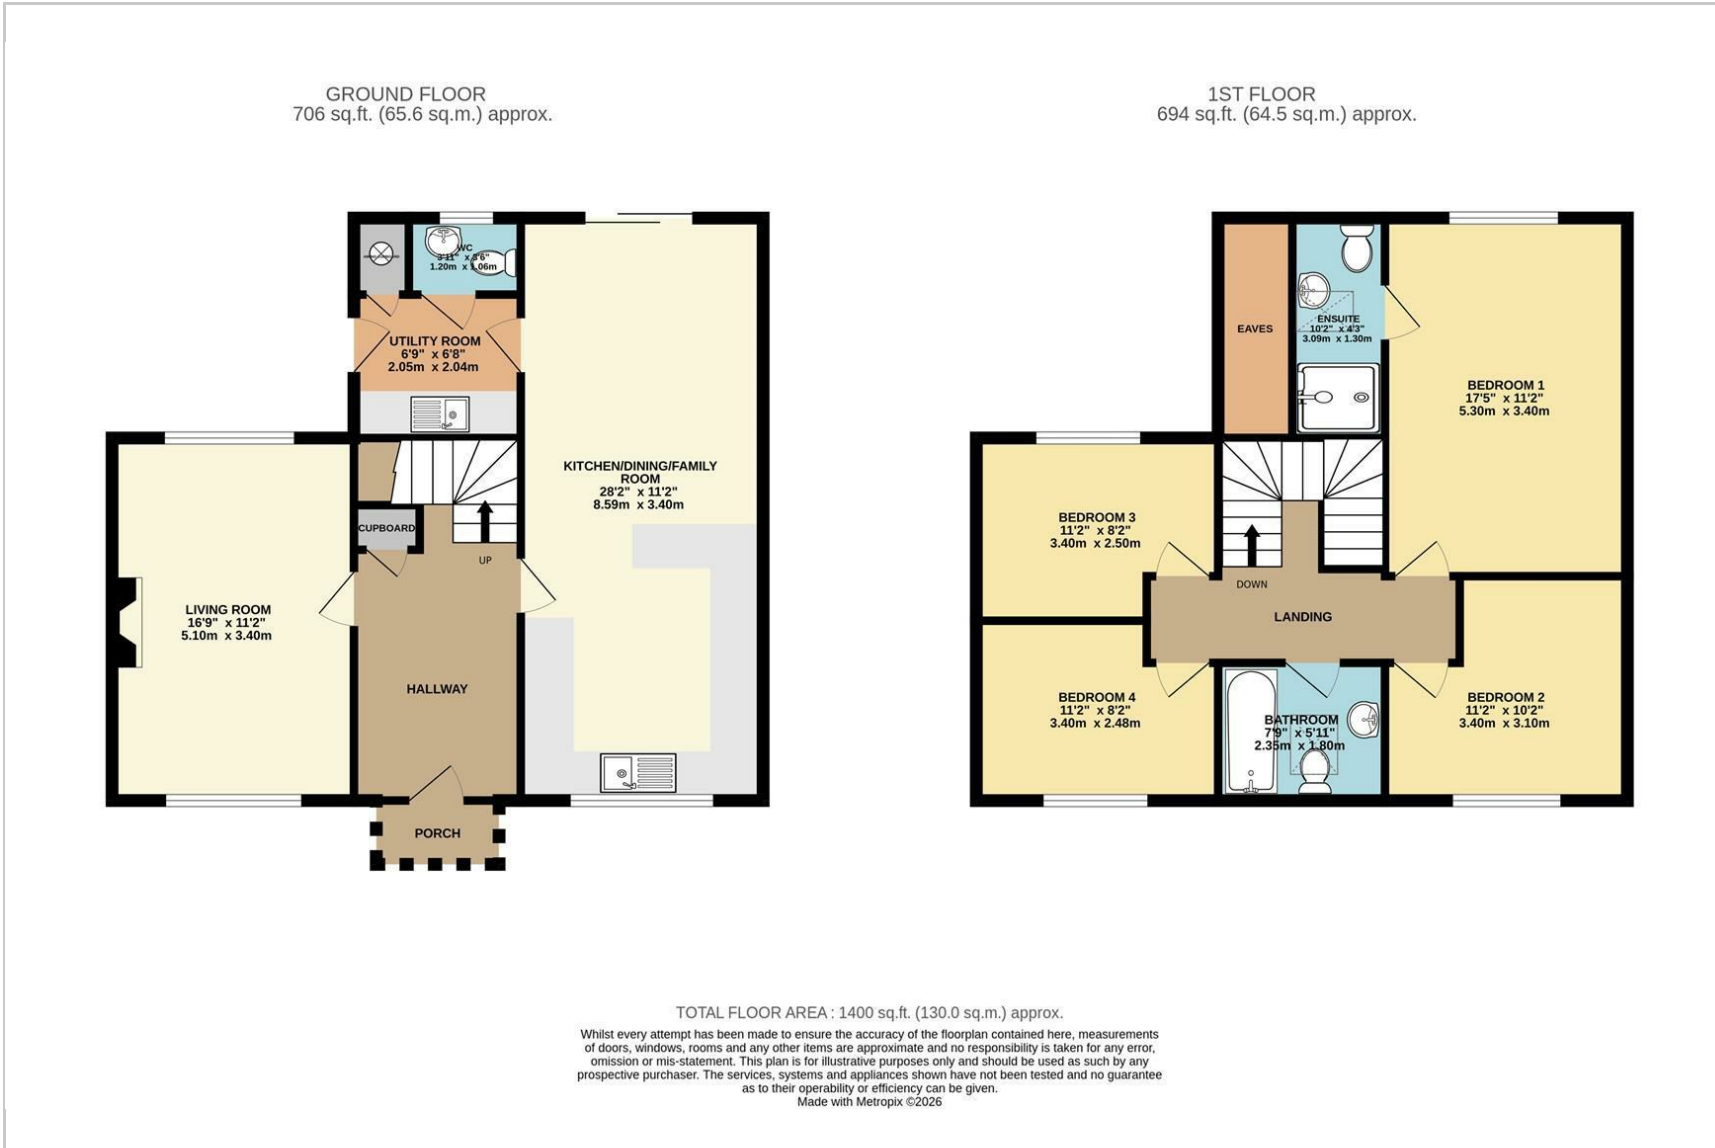 GROUND FLOOR
706 sq.ft. (65.6 sq.m.) approx.
WC
3'11" x 3'6"
1.20m x 1.06m
UTILITY ROOM
6'9" x 6'8"
2.05m x 2.04m
KITCHEN/DINING/FAMILY
ROOM
28'2" x 11'2"
8.59m x 3.40m
CUPBOARD
UP
LIVING ROOM
16'9" x 11'2"
5.10m x 3.40m
HALLWAY
PORCH
1ST FLOOR
694 sq.ft. (64.5 sq.m.) approx.
EAVES
ENSUITE
10'2" x 4'3"
3.09m x 1.30m
BEDROOM 1
17'5" x 11'2"
5.30m x 3.40m
BEDROOM 3
11'2" x 8'2"
3.40m x 2.50m
DOWN
LANDING
BEDROOM 4
11'2" x 8'2"
3.40m x 2.48m
BATHROOM
7'9" x 5'11"
2.35m x 1.80m
BEDROOM 2
11'2" x 10'2"
3.40m x 3.10m
TOTAL FLOOR AREA : 1400 sq.ft. (130.0 sq.m.) approx.
Whilst every attempt has been made to ensure the accuracy of the floorplan contained here, measurements
of doors, windows, rooms and any other items are approximate and no responsibility is taken for any error,
omission or mis-statement. This plan is for illustrative purposes only and should be used as such by any
prospective purchaser. The services, systems and appliances shown have not been tested and no guarantee
as to their operability or efficiency can be given.
Made with Metropix ©2026